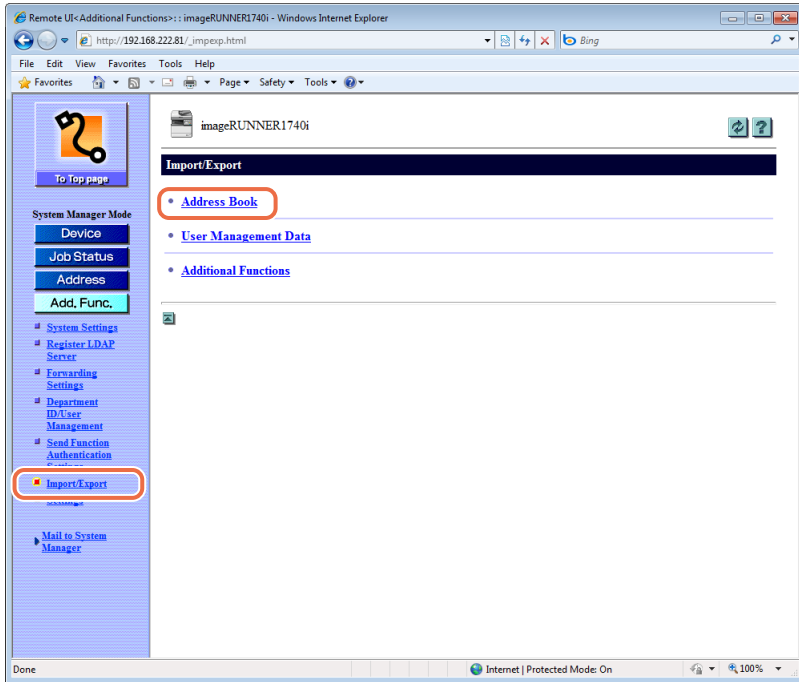 Remote UI<Additional Functions>: : imageRUNNER1740i - Windows Internet Explorer
http://192.168.222.81/_impexp.html
Bing
File Edit View Favorites Tools Help
Favorites Page Safety Tools
To Top page
imageRUNNER1740i
Import/Export
System Manager Mode
Device
Job Status
Address
Add. Func.
System Settings
Register LDAP
Server
Forwarding
Settings
Department
ID/User
Management
Send Function
Authentication
Settings
Import/Export
Settings
Mail to System
Manager
Address Book
User Management Data
Additional Functions
Done
Internet | Protected Mode: On
100%